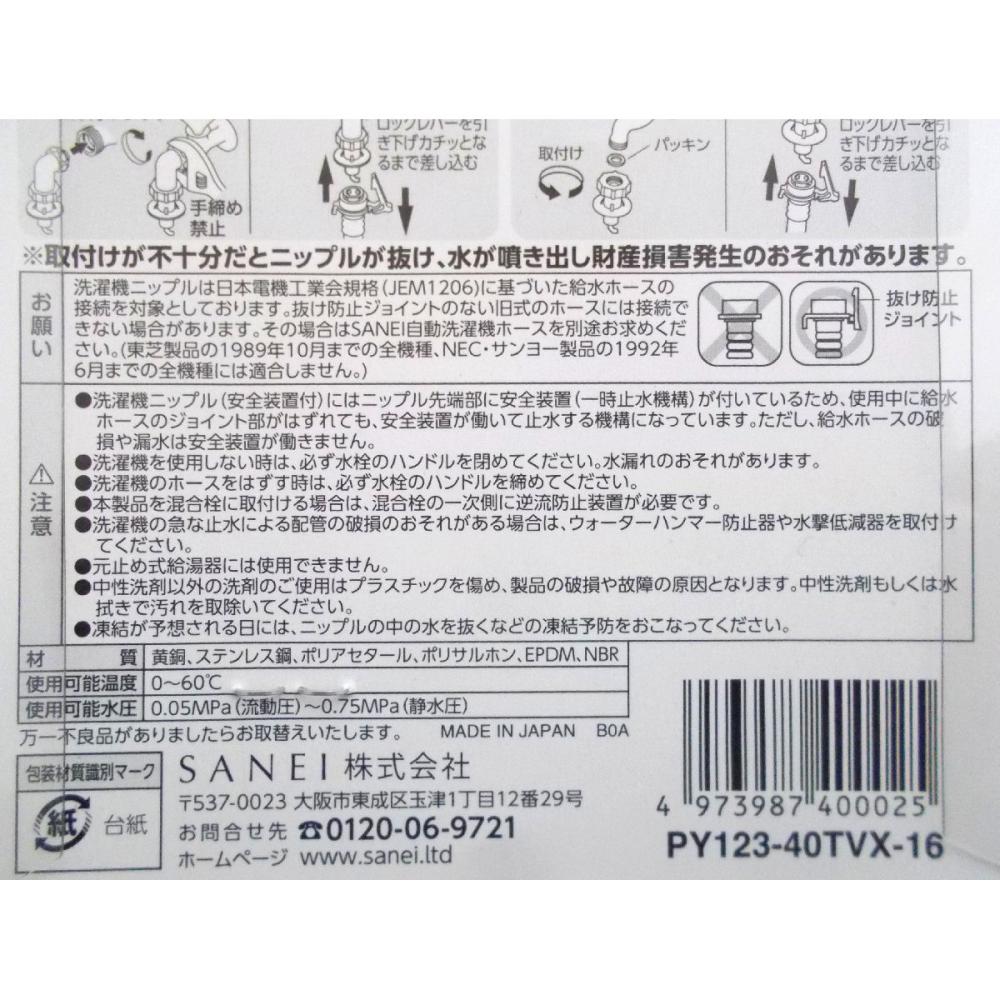 ロックレバーを引
き下げカチッとな
るまで差し込む
手締め
禁止
取付け
パッキン
ロックレバーを引
き下げカチッとな
るまで差し込む
※取付けが不十分だとニップルが抜け、水が噴き出し財産損害発生のおそれがあります。
お願い
洗濯機ニップルは日本電機工業会規格(JEM1206)に基づいた給水ホースの
接続を対象としております。抜け防止ジョイントのない旧式のホースには接続で
きない場合があります。その場合はSANEI自動洗濯機ホースを別途お求めくだ
さい。(東芝製品の1989年10月までの全機種、NEC・サンヨー製品の1992年
6月までの全機種には適合しません。)
抜け防止
ジョイント
注意
●洗濯機ニップル(安全装置付)にはニップル先端部に安全装置(一時止水機構)が付いているため、使用中に給水
ホースのジョイント部がはずれても、安全装置が働いて止水する機構になっています。ただし、給水ホースの破
損や漏水は安全装置が働きません。
●洗濯機を使用しない時は、必ず水栓のハンドルを閉めてください。水漏れのおそれがあります。
●洗濯機のホースをはずす時は、必ず水栓のハンドルを締めてください。
●本製品を混合栓に取付ける場合は、混合栓の一次側に逆流防止装置が必要です。
●洗濯機の急な止水による配管の破損のおそれがある場合は、ウォーターハンマー防止器や水撃低減器を取付け
てください。
●元止め式給湯器には使用できません。
●中性洗剤以外の洗剤のご使用はプラスチックを傷め、製品の破損や故障の原因となります。中性洗剤もしくは水
拭きで汚れを取除いてください。
●凍結が予想される日には、ニップルの中の水を抜くなどの凍結予防をおこなってください。
材質 黄銅、ステンレス鋼、ポリアセタール、ポリサルホン、EPDM、NBR
使用可能温度 0~60℃
使用可能水圧 0.05MPa(流動圧)~0.75MPa(静水圧)
万一不良品がありましたらお取替えいたします。 MADE IN JAPAN B0A
包装材質識別マーク
紙 台紙
SANEI 株式会社
〒537-0023 大阪市東成区玉津1丁目12番29号
お問合せ先 ☎0120-06-9721
ホームページ www.sanei.ltd
4 973987 400025
PY123-40TVX-16